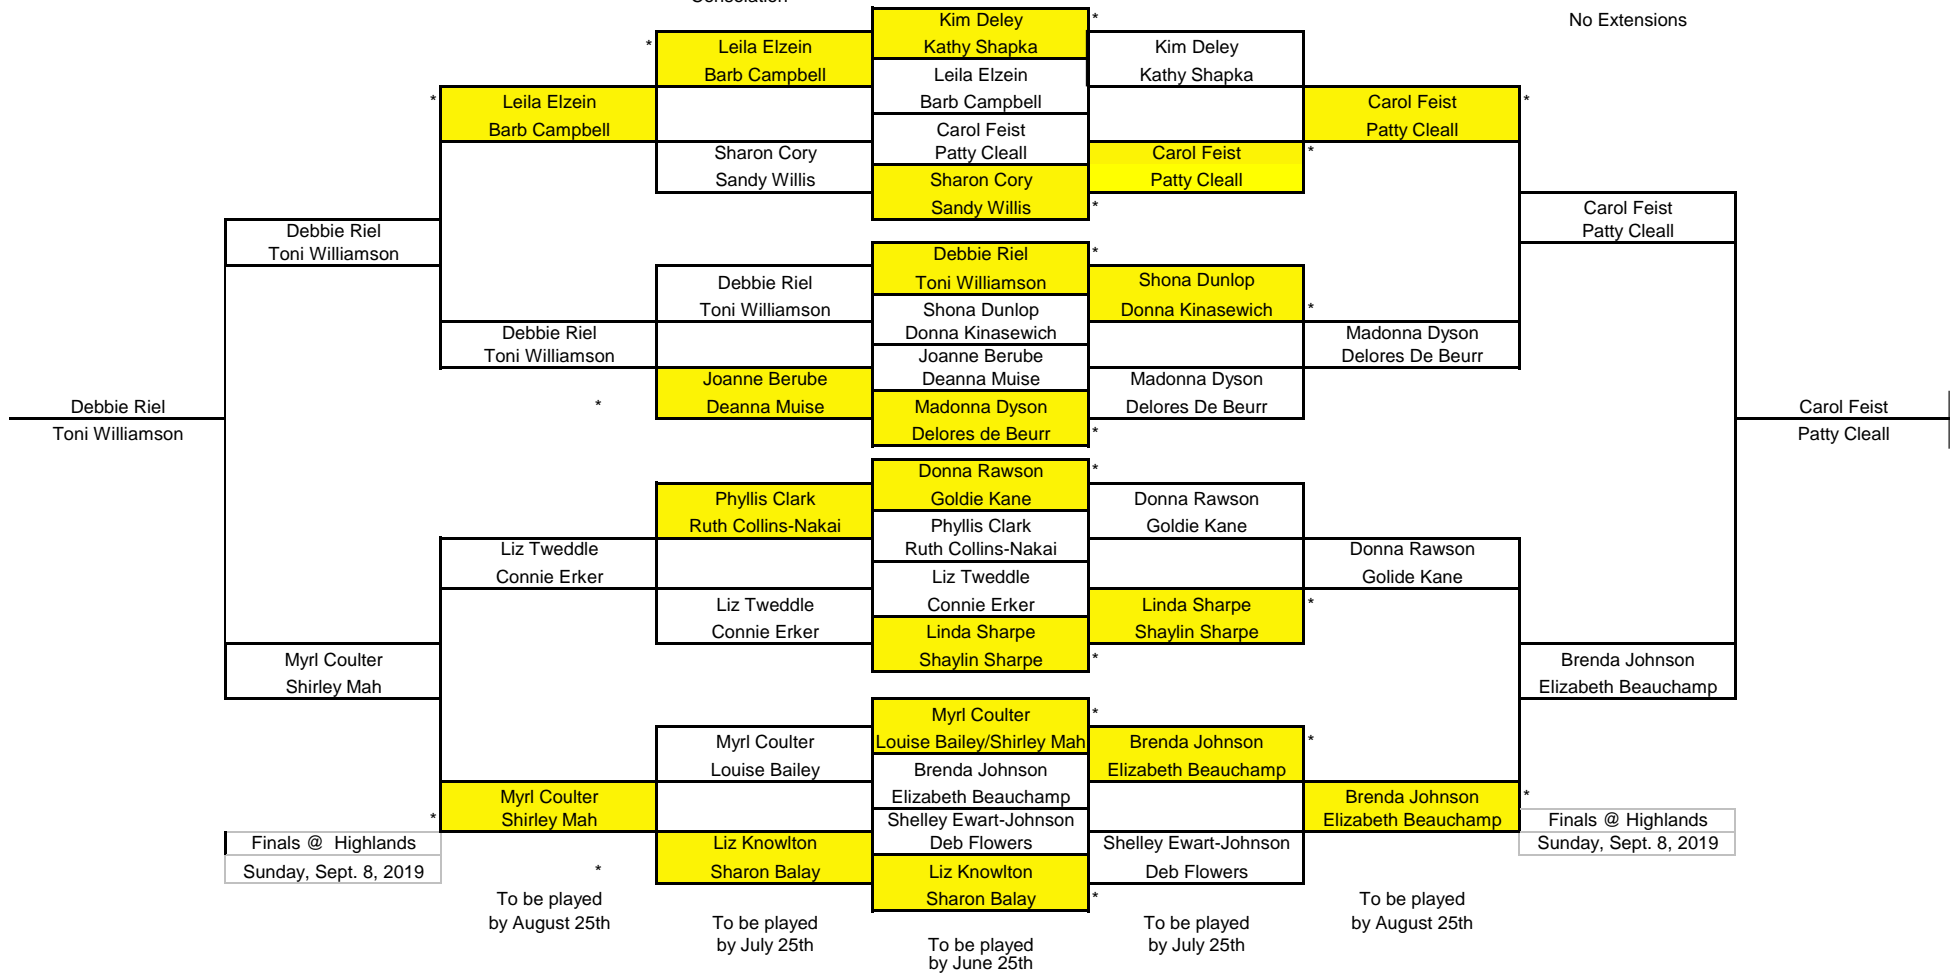 Consolation
No Extensions
Debbie Riel
Toni Williamson
Debbie Riel
Toni Williamson
Myrl Coulter
Shirley Mah
Finals @  Highlands
Sunday, Sept. 8, 2019
*
Leila Elzein
Barb Campbell
Debbie Riel
Toni Williamson
*
Liz Tweddle
Connie Erker
Myrl Coulter
Shirley Mah
*
*
To be played
by August 25th
*
Leila Elzein
Barb Campbell
Sharon Cory
Sandy Willis
Debbie Riel
Toni Williamson
Joanne Berube
Deanna Muise
Phyllis Clark
Ruth Collins-Nakai
Liz Tweddle
Connie Erker
Myrl Coulter
Louise Bailey
Liz Knowlton
Sharon Balay
To be played
by July 25th
Kim Deley *
Kathy Shapka
Leila Elzein
Barb Campbell
Carol Feist
Patty Cleall
Sharon Cory
Sandy Willis *
Debbie Riel *
Toni Williamson
Shona Dunlop
Donna Kinasewich
Joanne Berube
Deanna Muise
Madonna Dyson
Delores de Beurr *
Donna Rawson *
Goldie Kane
Phyllis Clark
Ruth Collins-Nakai
Liz Tweddle
Connie Erker
Linda Sharpe
Shaylin Sharpe *
Myrl Coulter *
Louise Bailey/Shirley Mah
Brenda Johnson
Elizabeth Beauchamp
Shelley Ewart-Johnson
Deb Flowers
Liz Knowlton
Sharon Balay *
To be played
by June 25th
Kim Deley
Kathy Shapka
Carol Feist *
Patty Cleall
Shona Dunlop
Donna Kinasewich *
Madonna Dyson
Delores De Beurr
Donna Rawson
Goldie Kane
Linda Sharpe *
Shaylin Sharpe
Brenda Johnson *
Elizabeth Beauchamp
Shelley Ewart-Johnson
Deb Flowers
To be played
by July 25th
Carol Feist *
Patty Cleall
Madonna Dyson
Delores De Beurr
Donna Rawson
Golide Kane
Brenda Johnson *
Elizabeth Beauchamp
To be played
by August 25th
Carol Feist
Patty Cleall
Brenda Johnson
Elizabeth Beauchamp
Finals @ Highlands
Sunday, Sept. 8, 2019
Carol Feist
Patty Cleall